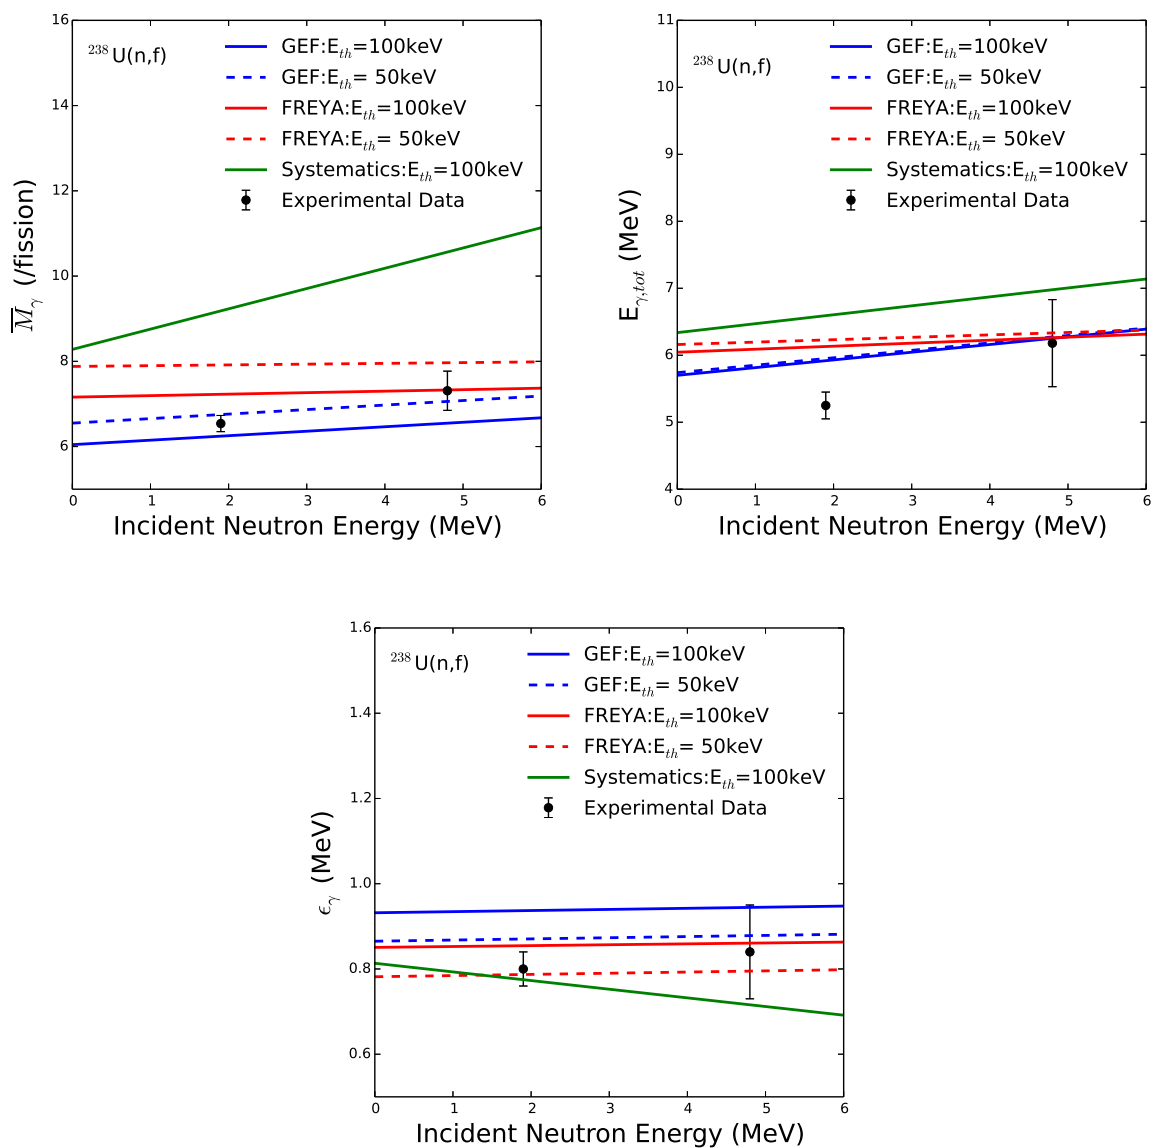 16
14
12
10
8
6
0 1 2 3 4 5 6
M̅γ (/fission)
Incident Neutron Energy (MeV)
²³⁸U(n,f)
GEF:E_th=100keV
GEF:E_th= 50keV
FREYA:E_th=100keV
FREYA:E_th= 50keV
Systematics:E_th=100keV
Experimental Data
11
10
9
8
7
6
5
4
0 1 2 3 4 5 6
E_γ,tot (MeV)
Incident Neutron Energy (MeV)
²³⁸U(n,f)
GEF:E_th=100keV
GEF:E_th= 50keV
FREYA:E_th=100keV
FREYA:E_th= 50keV
Systematics:E_th=100keV
Experimental Data
1.6
1.4
1.2
1.0
0.8
0.6
0 1 2 3 4 5 6
ϵ_γ (MeV)
Incident Neutron Energy (MeV)
²³⁸U(n,f)
GEF:E_th=100keV
GEF:E_th= 50keV
FREYA:E_th=100keV
FREYA:E_th= 50keV
Systematics:E_th=100keV
Experimental Data